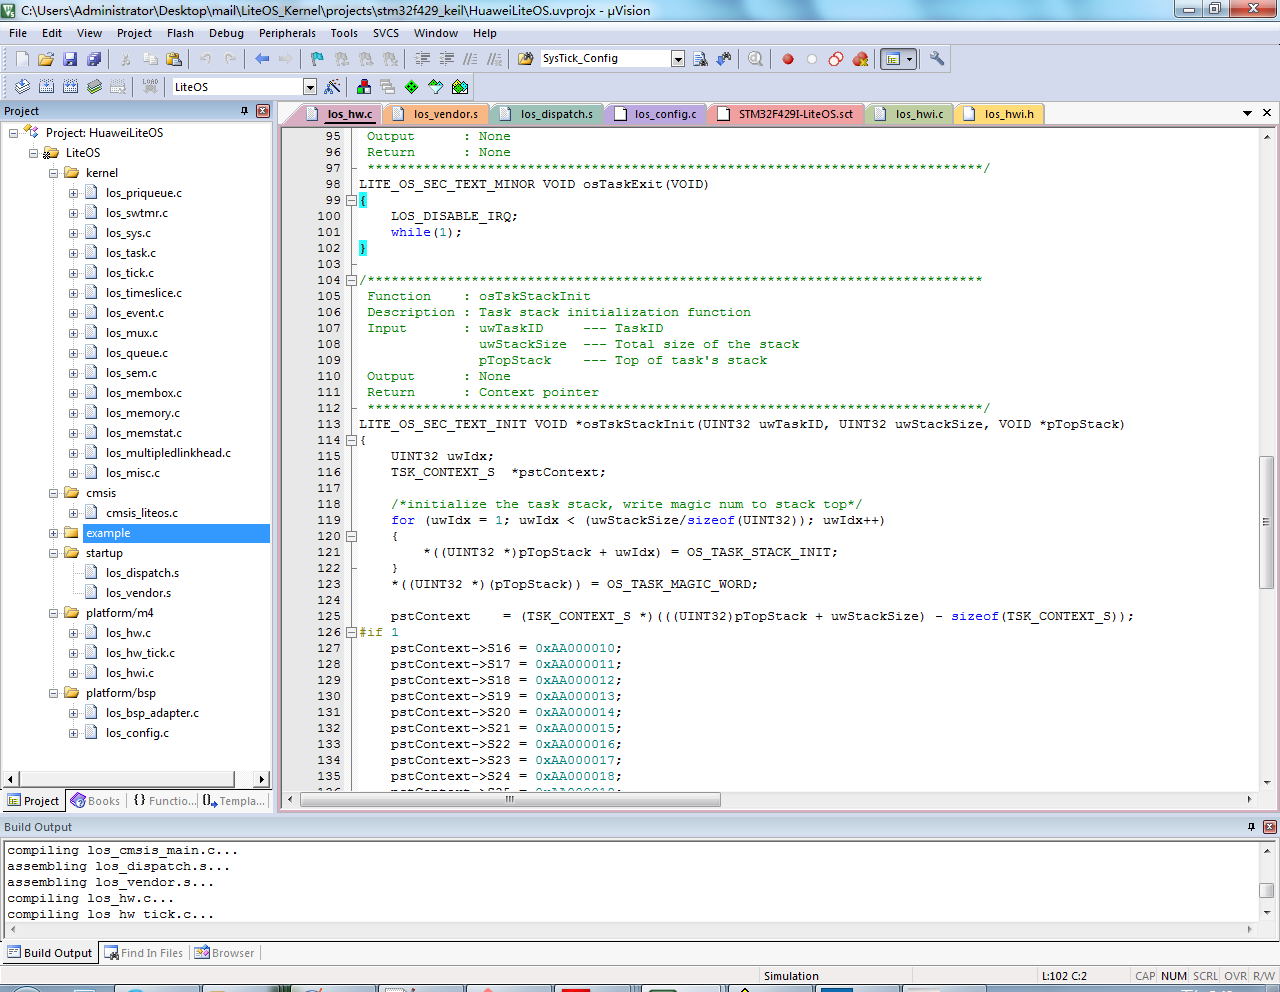 C:\Users\Administrator\Desktop\mail\LiteOS_Kernel\projects\stm32f429_keil\HuaweiLiteOS.uvprojx - µVision
File Edit View Project Flash Debug Peripherals Tools SVCS Window Help
SysTick_Config
LOAD
LiteOS
Project
Project: HuaweiLiteOS
LiteOS
kernel
los_priqueue.c
los_swtmr.c
los_sys.c
los_task.c
los_tick.c
los_timeslice.c
los_event.c
los_mux.c
los_queue.c
los_sem.c
los_membox.c
los_memory.c
los_memstat.c
los_multipledlinkhead.c
los_misc.c
cmsis
cmsis_liteos.c
example
startup
los_dispatch.s
los_vendor.s
platform/m4
los_hw.c
los_hw_tick.c
los_hwi.c
platform/bsp
los_bsp_adapter.c
los_config.c
Project Books {} Functio... Templa...
los_hw.c los_vendor.s los_dispatch.s los_config.c STM32F429I-LiteOS.sct los_hwi.c los_hwi.h
95 Output : None
96 Return : None
97 *****************************************************************************/
98 LITE_OS_SEC_TEXT_MINOR VOID osTaskExit(VOID)
99 {
100 LOS_DISABLE_IRQ;
101 while(1);
102 }
103
104 /*****************************************************************************
105 Function : osTskStackInit
106 Description : Task stack initialization function
107 Input : uwTaskID --- TaskID
108 uwStackSize --- Total size of the stack
109 pTopStack --- Top of task's stack
110 Output : None
111 Return : Context pointer
112 *****************************************************************************/
113 LITE_OS_SEC_TEXT_INIT VOID *osTskStackInit(UINT32 uwTaskID, UINT32 uwStackSize, VOID *pTopStack)
114 {
115 UINT32 uwIdx;
116 TSK_CONTEXT_S *pstContext;
117
118 /*initialize the task stack, write magic num to stack top*/
119 for (uwIdx = 1; uwIdx < (uwStackSize/sizeof(UINT32)); uwIdx++)
120 {
121 *((UINT32 *)pTopStack + uwIdx) = OS_TASK_STACK_INIT;
122 }
123 *((UINT32 *)(pTopStack)) = OS_TASK_MAGIC_WORD;
124
125 pstContext = (TSK_CONTEXT_S *)(((UINT32)pTopStack + uwStackSize) - sizeof(TSK_CONTEXT_S));
126 #if 1
127 pstContext->S16 = 0xAA000010;
128 pstContext->S17 = 0xAA000011;
129 pstContext->S18 = 0xAA000012;
130 pstContext->S19 = 0xAA000013;
131 pstContext->S20 = 0xAA000014;
132 pstContext->S21 = 0xAA000015;
133 pstContext->S22 = 0xAA000016;
134 pstContext->S23 = 0xAA000017;
135 pstContext->S24 = 0xAA000018;
Build Output
compiling los_cmsis_main.c...
assembling los_dispatch.s...
assembling los_vendor.s...
compiling los_hw.c...
compiling los_hw_tick.c...
Build Output Find In Files Browser
Simulation L:102 C:2 CAP NUM SCRL OVR R/W